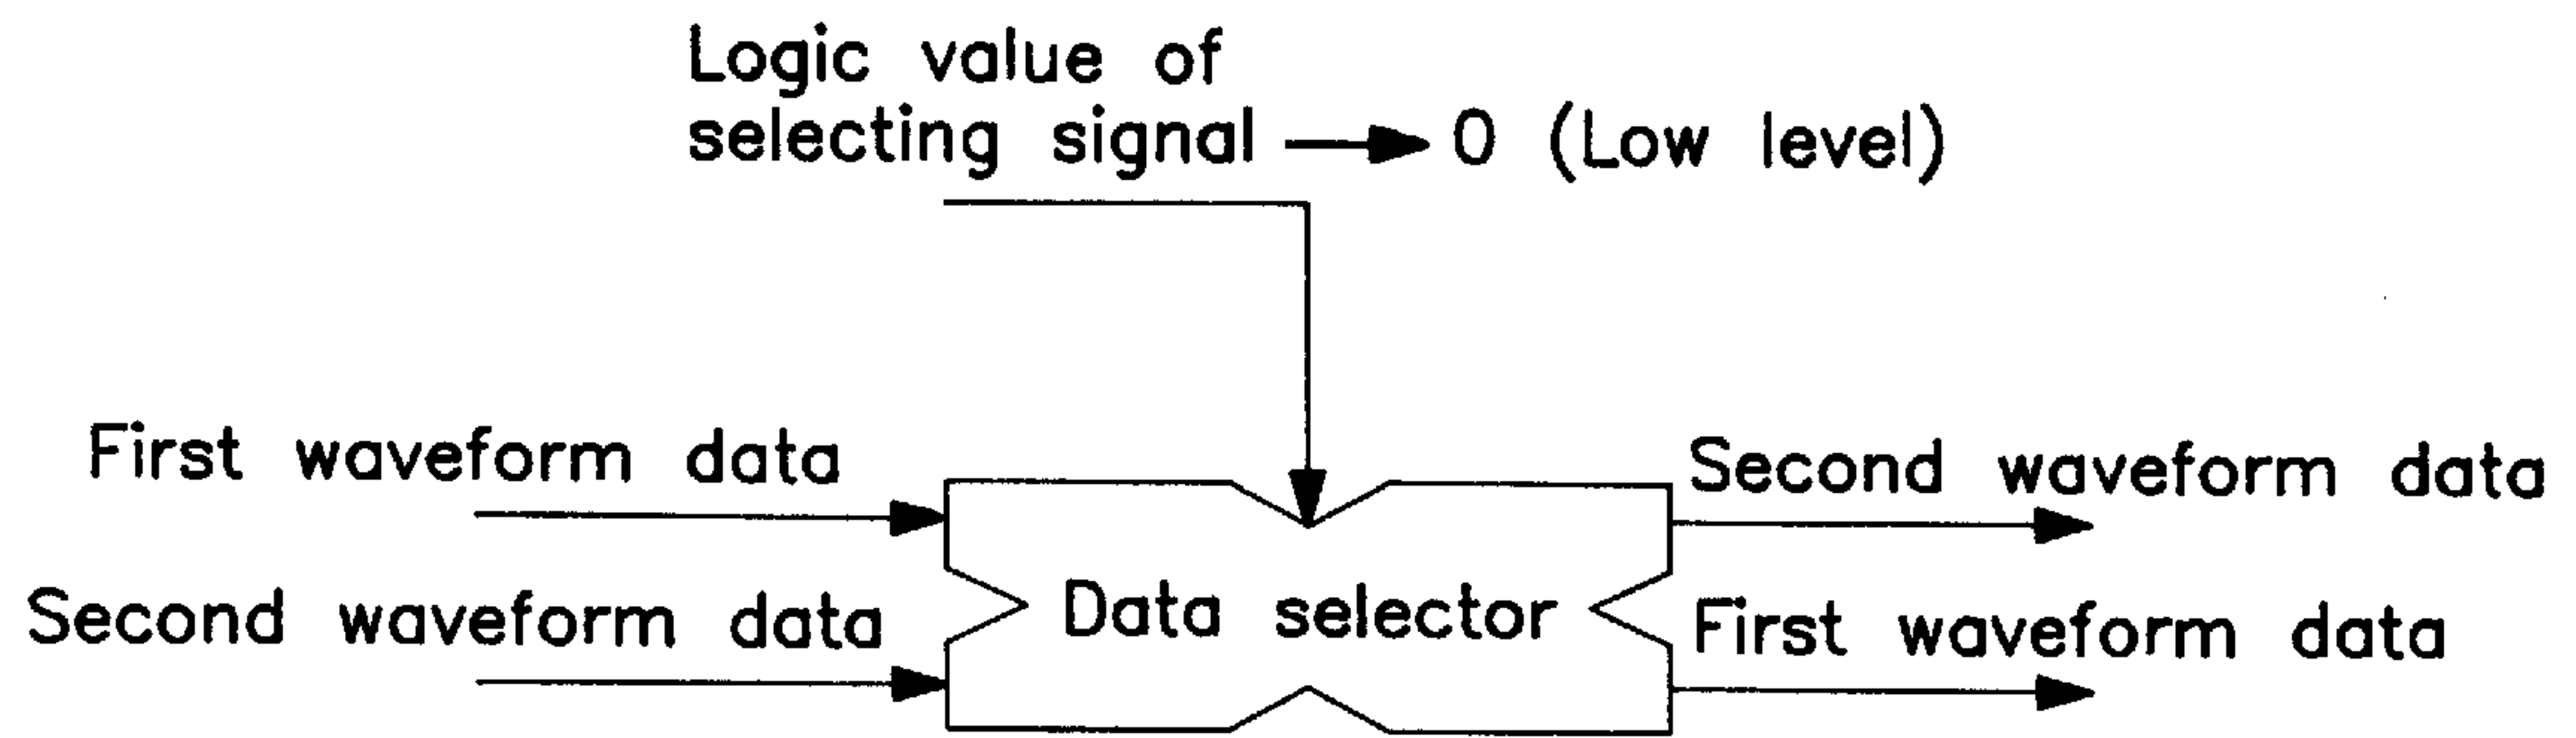 Logic value of
selecting signal → 0 (Low level)
First waveform data
Second waveform data
Second waveform data
Data selector
First waveform data